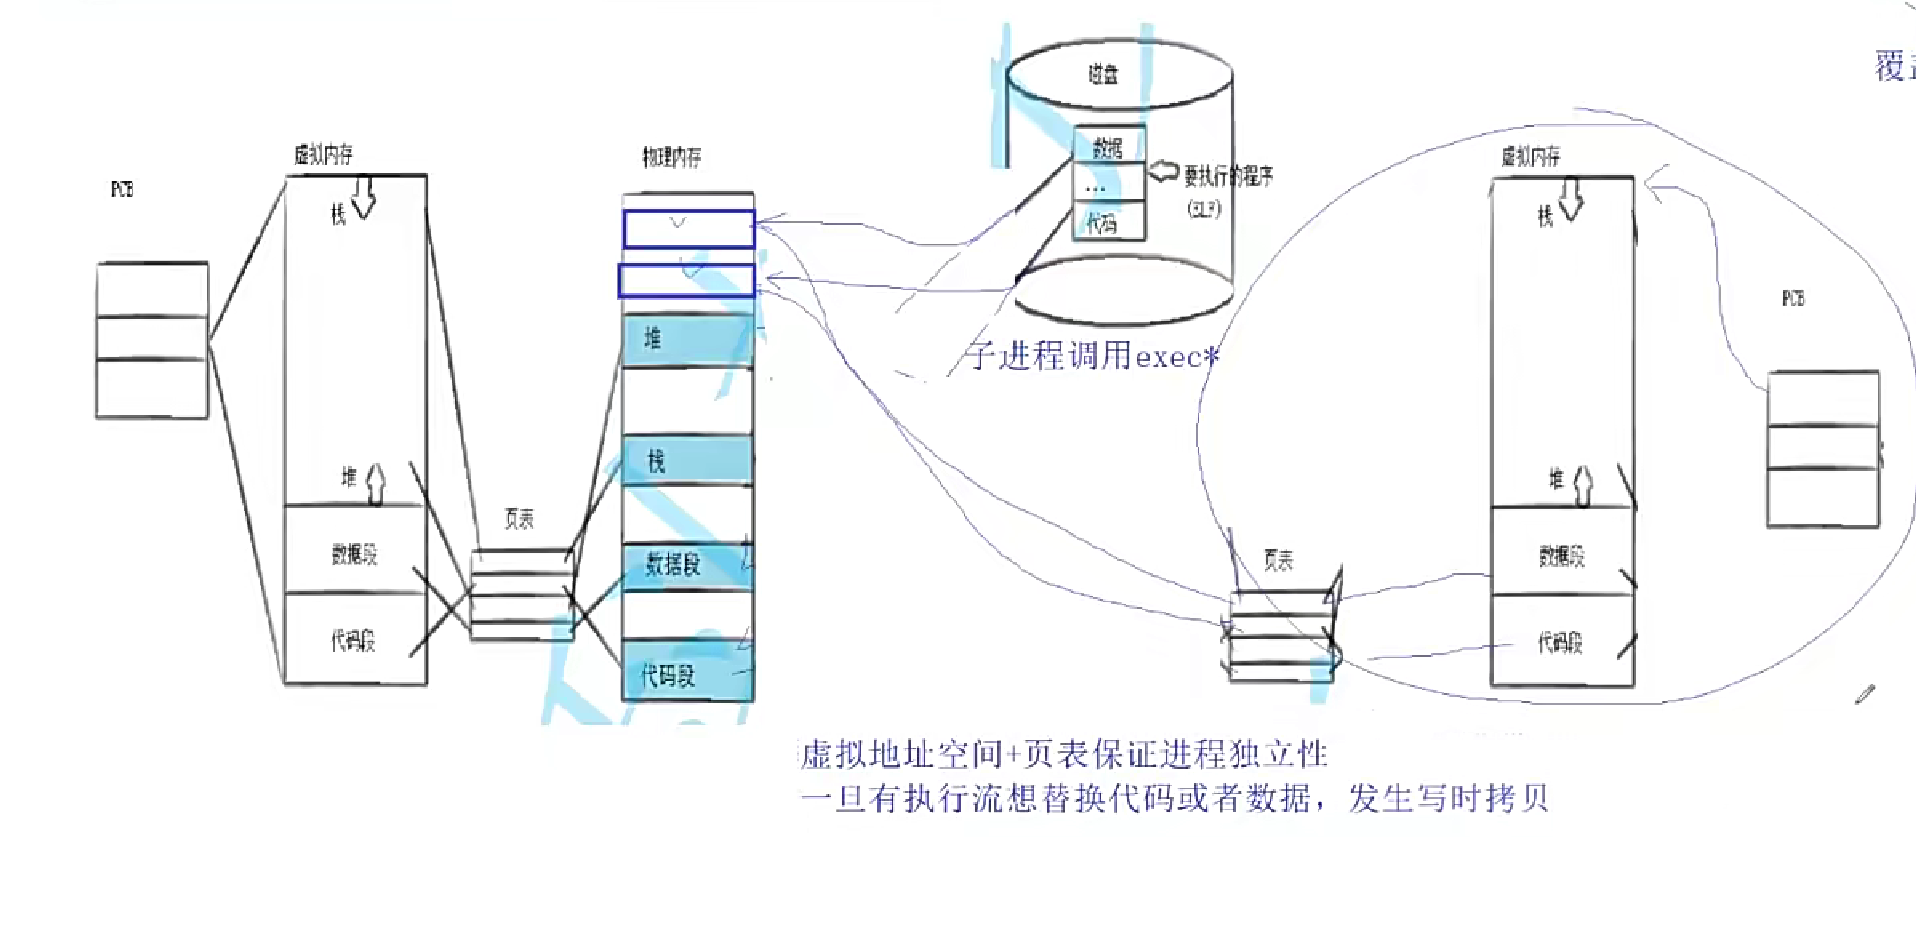 覆
磁盘
数据
...
代码
要执行的程序
(ELF)
子进程调用exec*
PCB
虚拟内存
栈
堆
数据段
代码段
页表
物理内存
堆
栈
数据段
代码段
虚拟内存
栈
堆
数据段
代码段
页表
PCB
虚拟地址空间+页表保证进程独立性
一旦有执行流想替换代码或者数据，发生写时拷贝